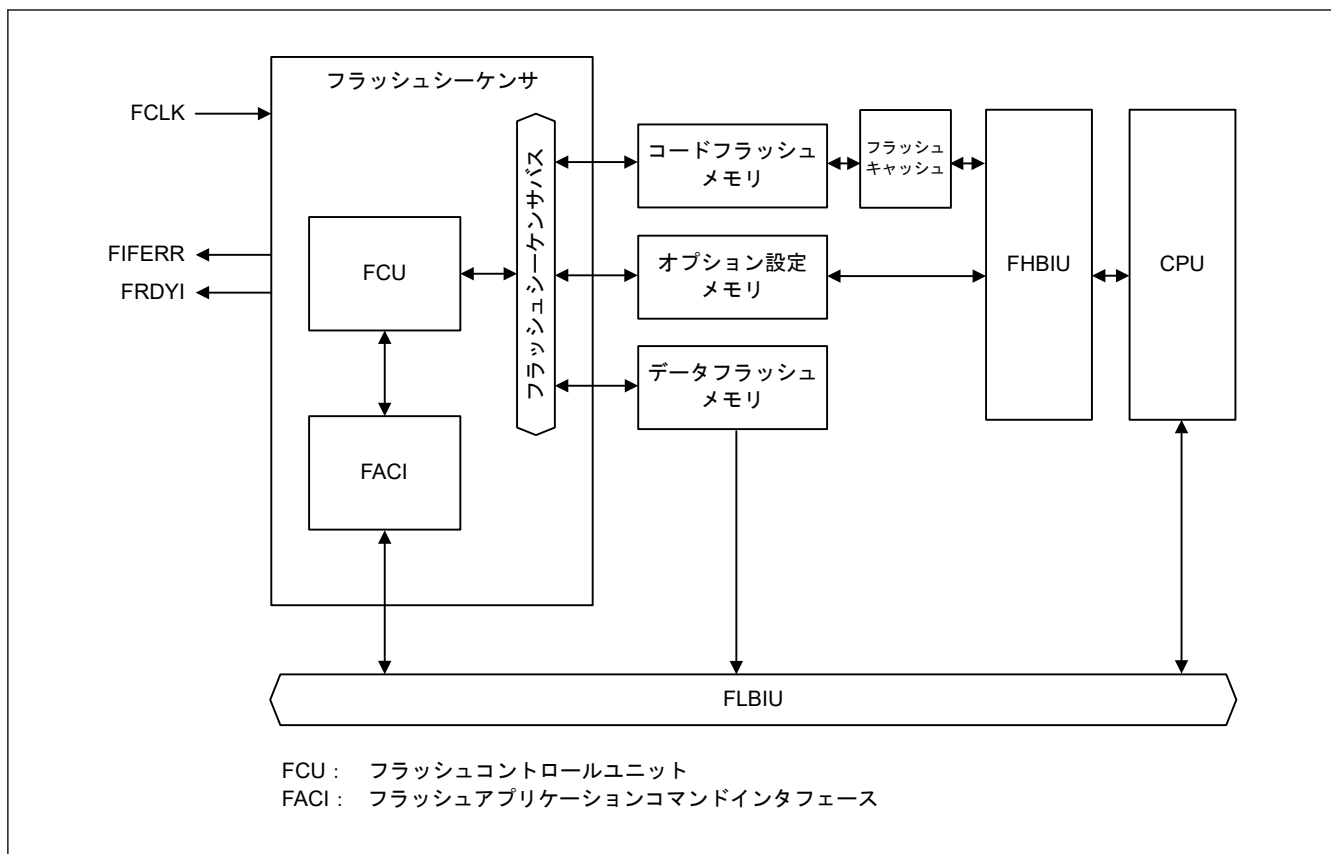 フラッシュシーケンサ
FCLK
FIFERR
FRDYI
FCU
FACI
フラッシュシーケンサバス
コードフラッシュ
メモリ
フラッシュ
キャッシュ
オプション設定
メモリ
データフラッシュ
メモリ
FHBIU
CPU
FLBIU
FCU： フラッシュコントロールユニット
FACI： フラッシュアプリケーションコマンドインタフェース